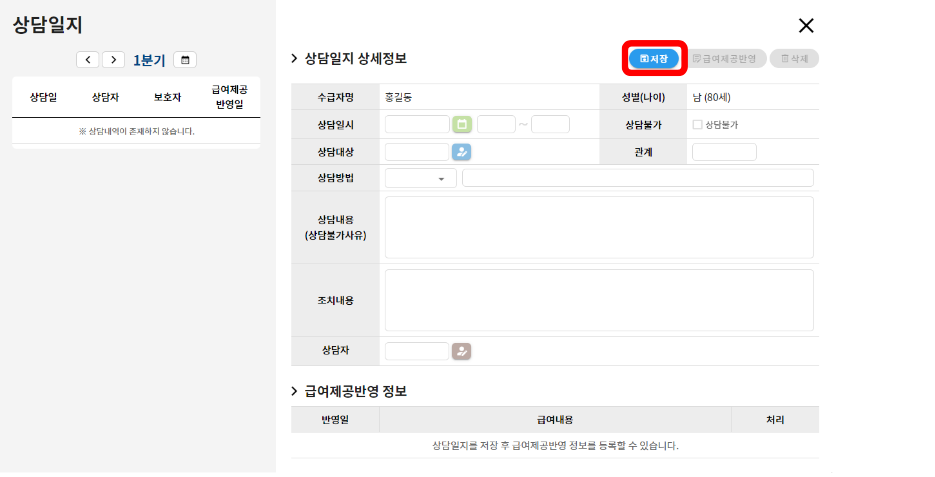 상담일지
1분기
상담일 상담자 보호자 급여제공
반영일
※ 상담내역이 존재하지 않습니다.
상담일지 상세정보
저장 급여제공반영 삭제
수급자명 홍길동 성별(나이) 남 (80세)
상담일시 ~ 상담불가 상담불가
상담대상 관계
상담방법
상담내용
(상담불가사유)
조치내용
상담자
급여제공반영 정보
반영일 급여내용 처리
상담일지를 저장 후 급여제공반영 정보를 등록할 수 있습니다.